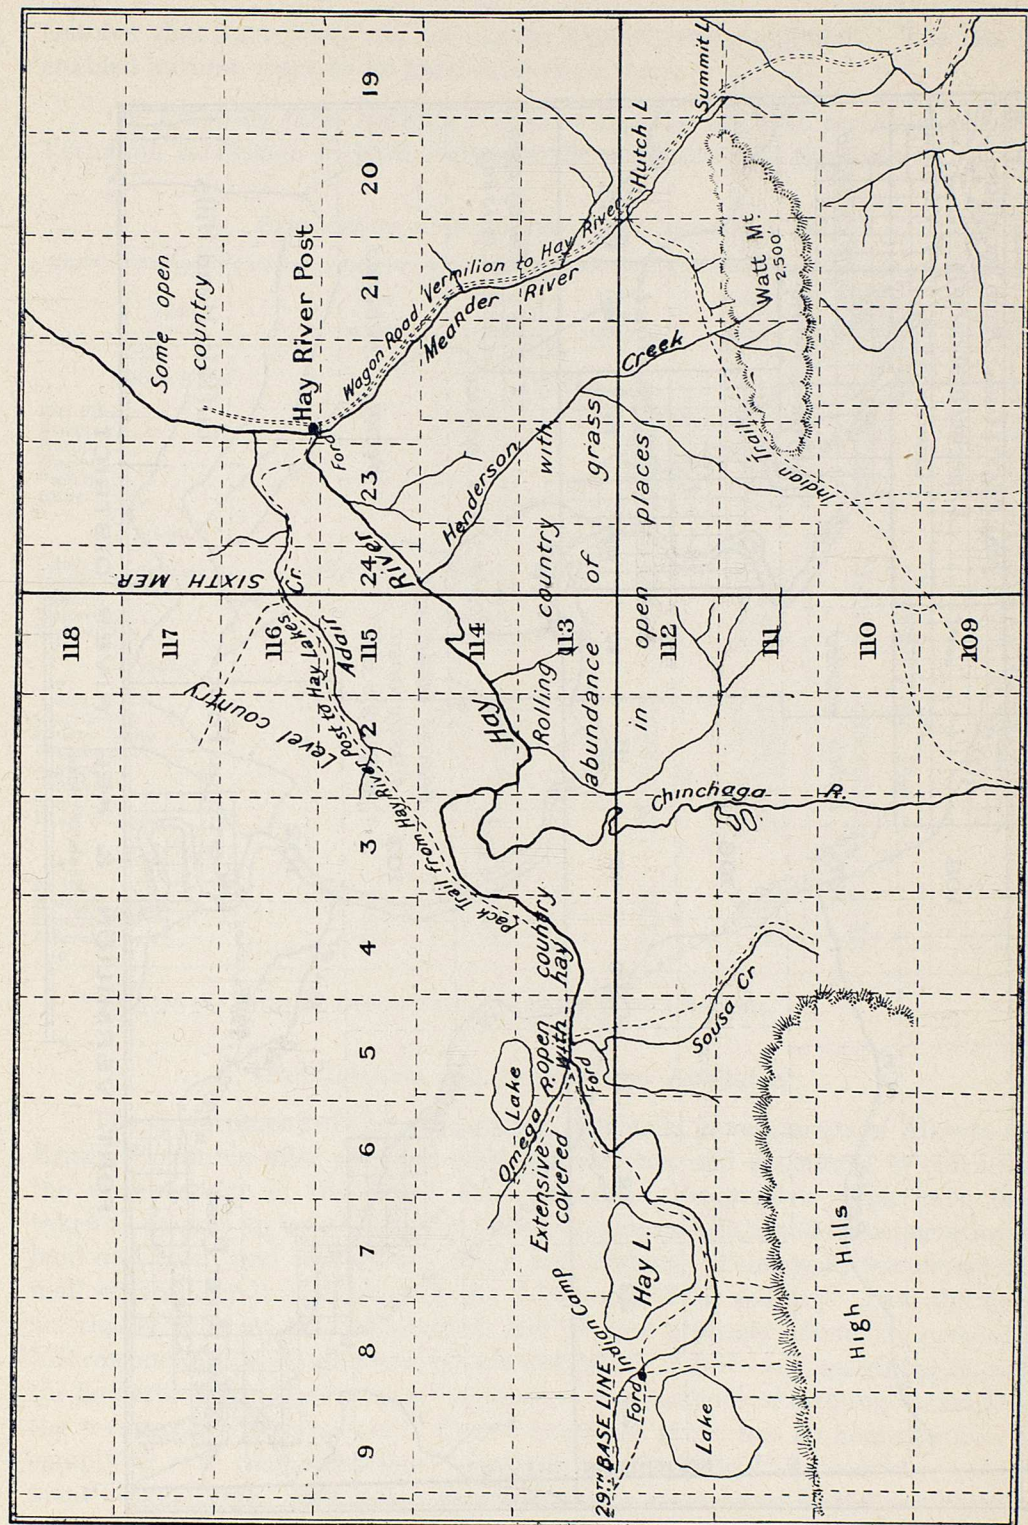 19
20
21
23
24
2
3
4
5
6
7
8
9
118
117
116
115
114
113
112
111
110
109
Some open
country
Hay River Post
Wagon Road Vermilion to Hay River
Meander River
Hutch L
Summit L
Watt Mt.
2,500'
Ford
Henderson Creek
Indian Trail
SIXTH MER
Adair Cr.
Hay River
Level country
Pack Trail from Hay River Post to Hay Lakes
Rolling country with
abundance of grass
in open places
Chinchaga R.
Sousa Cr
Lake
Omega R.
Extensive open country
covered with hay
Ford
Hay L.
Indian Camp
29TH BASE LINE
Ford
Lake
High Hills